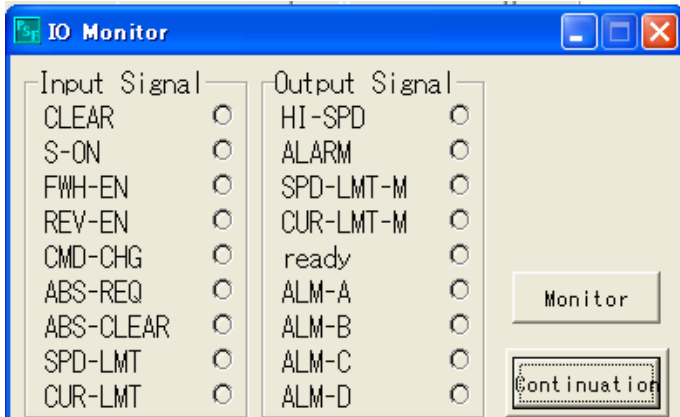 PSF IO Monitor
Input Signal
CLEAR
S-ON
FWH-EN
REV-EN
CMD-CHG
ABS-REQ
ABS-CLEAR
SPD-LMT
CUR-LMT
Output Signal
HI-SPD
ALARM
SPD-LMT-M
CUR-LMT-M
ready
ALM-A
ALM-B
ALM-C
ALM-D
Monitor
Continuation